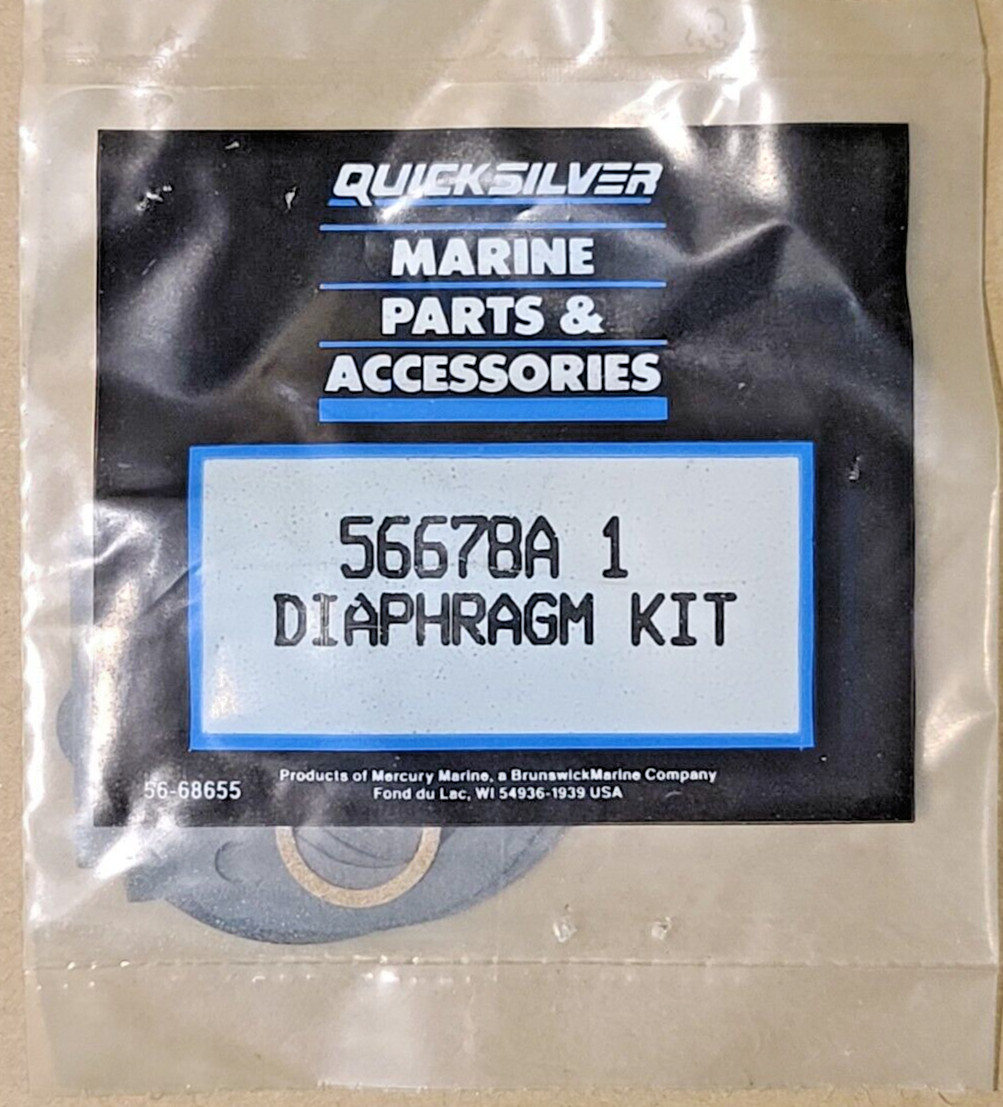 QUICKSILVER
MARINE
PARTS &
ACCESSORIES
56678A 1
DIAPHRAGM KIT
Products of Mercury Marine, a BrunswickMarine Company
56-68655
Fond du Lac, WI 54936-1939 USA